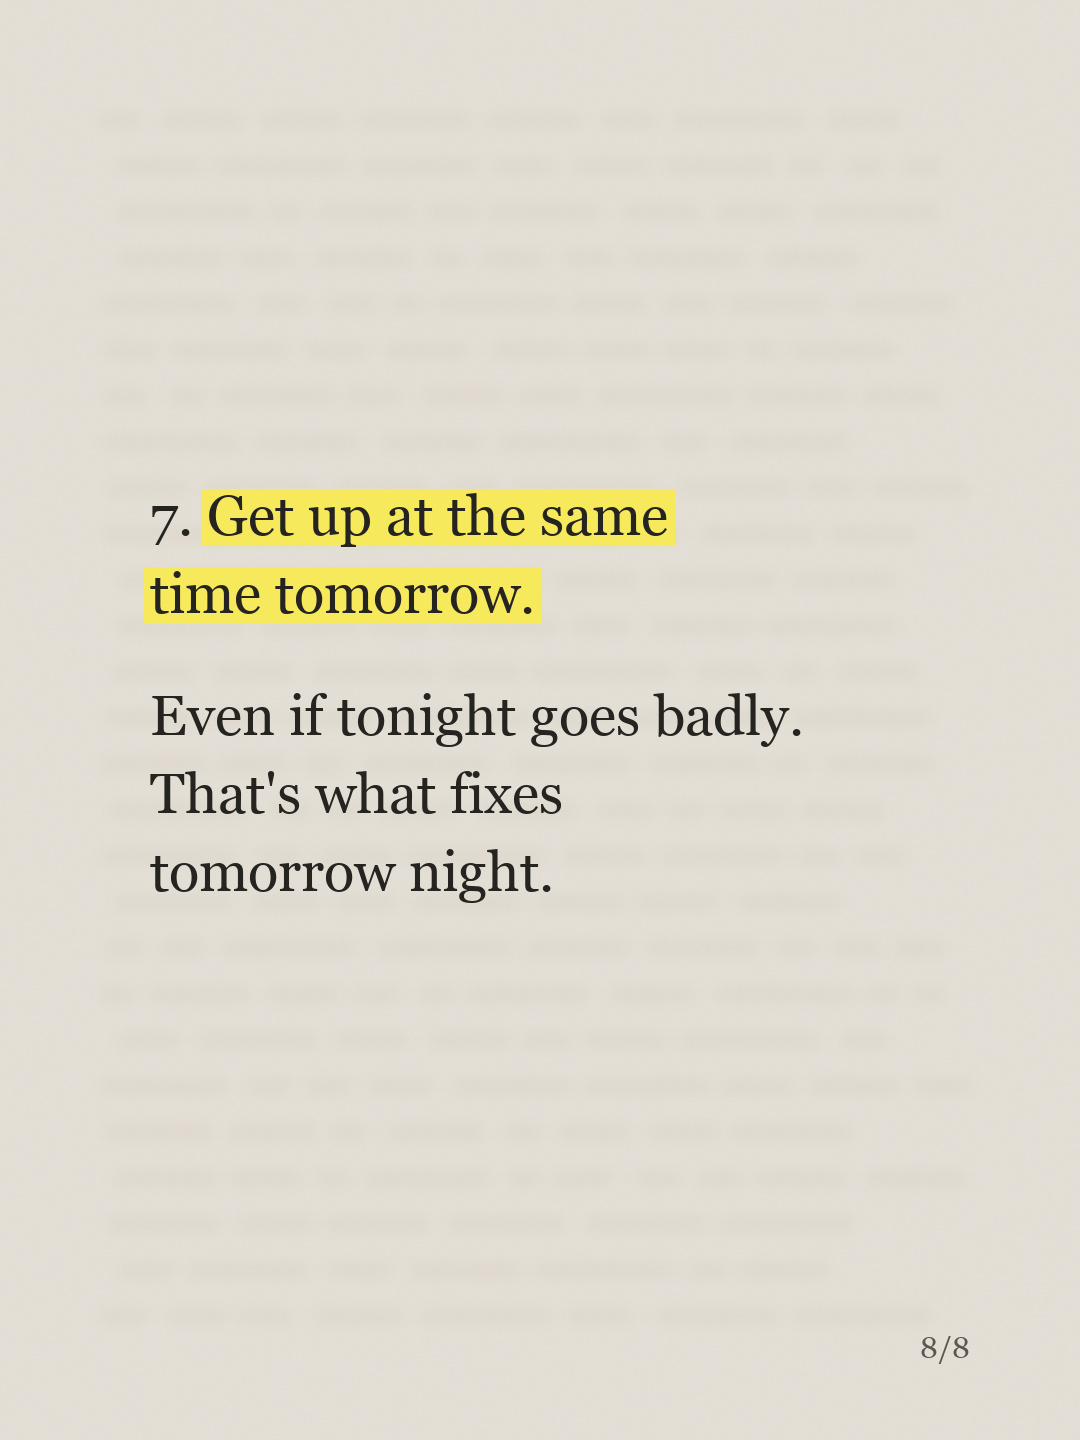 7. Get up at the same
time tomorrow.
Even if tonight goes badly.
That's what fixes
tomorrow night.
8/8